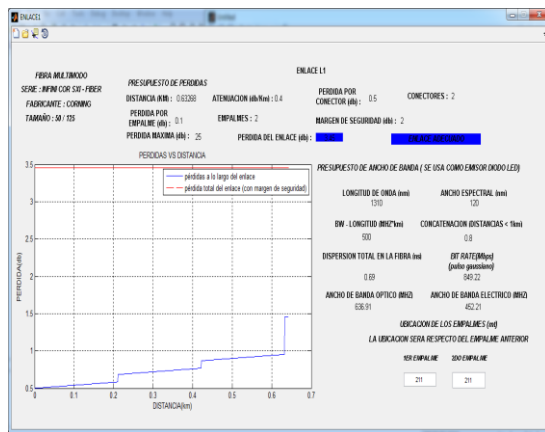 ENLACE1
ENLACE L1
FIBRA MULTIMODO
SERIE : INFINI COR SXI - FIBER
FABRICANTE : CORNING
TAMAÑO : 50 / 125
PRESUPUESTO DE PERDIDAS
DISTANCIA (KM) : 0.63268 ATENUACION (db/Km) : 0.4 PERDIDA POR CONECTOR (db) : 0.5 CONECTORES : 2
PERDIDA POR EMPALME (db) : 0.1 EMPALMES : 2 MARGEN DE SEGURIDAD (db) : 2
PERDIDA MAXIMA (db) : 25 PERDIDA DEL ENLACE (db) :
PERDIDAS VS DISTANCIA
pérdidas a lo largo del enlace
pérdida total del enlace (con margen de seguridad)
PERDIDA(db)
3.5
3
2.5
2
1.5
1
0.5
0 0.1 0.2 0.3 0.4 0.5 0.6 0.7
DISTANCIA(km)
PRESUPUESTO DE ANCHO DE BANDA ( SE USA COMO EMISOR DIODO LED)
LONGITUD DE ONDA (nm) ANCHO ESPECTRAL (nm)
1310 120
BW - LONGITUD (MHZ*km) CONCATENACION (DISTANCIAS < 1km)
500 0.8
DISPERSION TOTAL EN LA FIBRA (ns) BIT RATE(Mbps)
(pulso gaussiano)
0.69 849.22
ANCHO DE BANDA OPTICO (MHZ) ANCHO DE BANDA ELECTRICO (MHZ)
636.91 452.21
UBICACION DE LOS EMPALMES (mt)
LA UBICACION SERA RESPECTO DEL EMPALME ANTERIOR
1ER EMPALME 2DO EMPALME
211 211